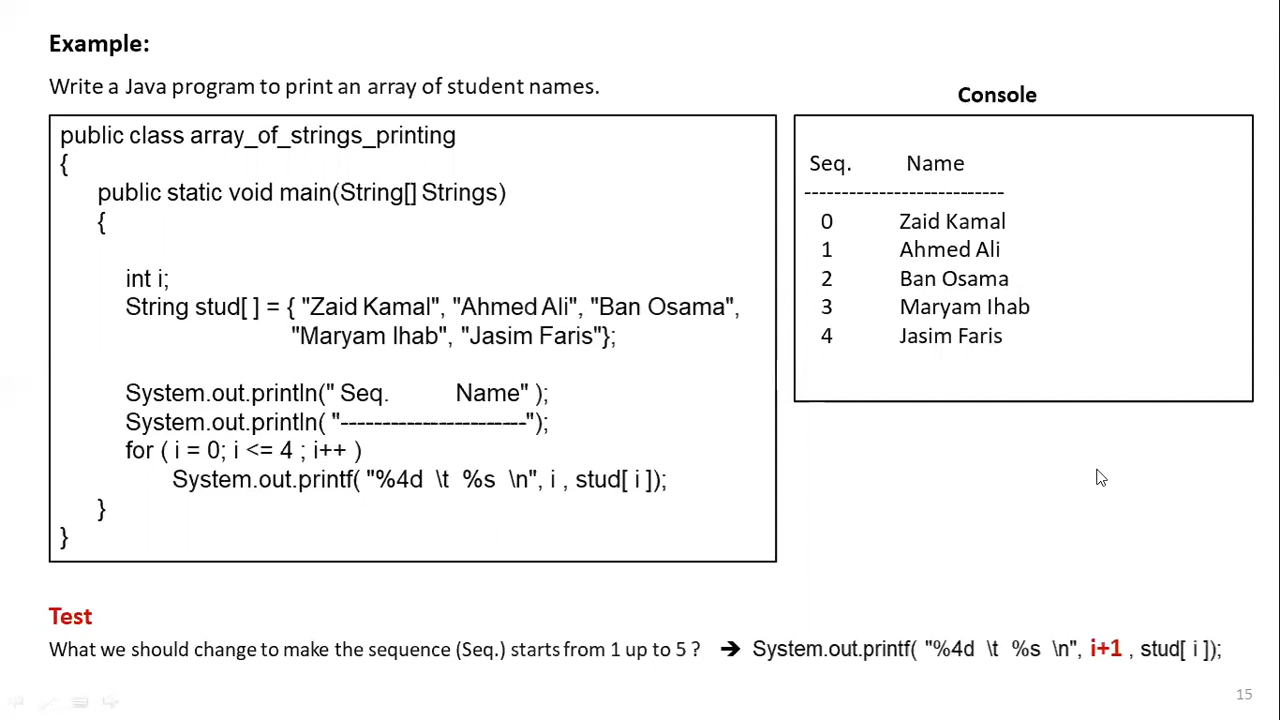 Example:
Write a Java program to print an array of student names.
public class array_of_strings_printing
{
public static void main(String[] Strings)
{
int i;
String stud[ ] = { "Zaid Kamal", "Ahmed Ali", "Ban Osama",
"Maryam Ihab", "Jasim Faris"};
System.out.println(" Seq.          Name" );
System.out.println( "----------------------");
for ( i = 0; i <= 4 ; i++ )
System.out.printf( "%4d  \t  %s  \n", i , stud[ i ]);
}
}
Console
Seq.          Name
---------------------------
0          Zaid Kamal
1          Ahmed Ali
2          Ban Osama
3          Maryam Ihab
4          Jasim Faris
Test
What we should change to make the sequence (Seq.) starts from 1 up to 5 ?  ➔  System.out.printf( "%4d  \t  %s  \n", i+1 , stud[ i ]);
15